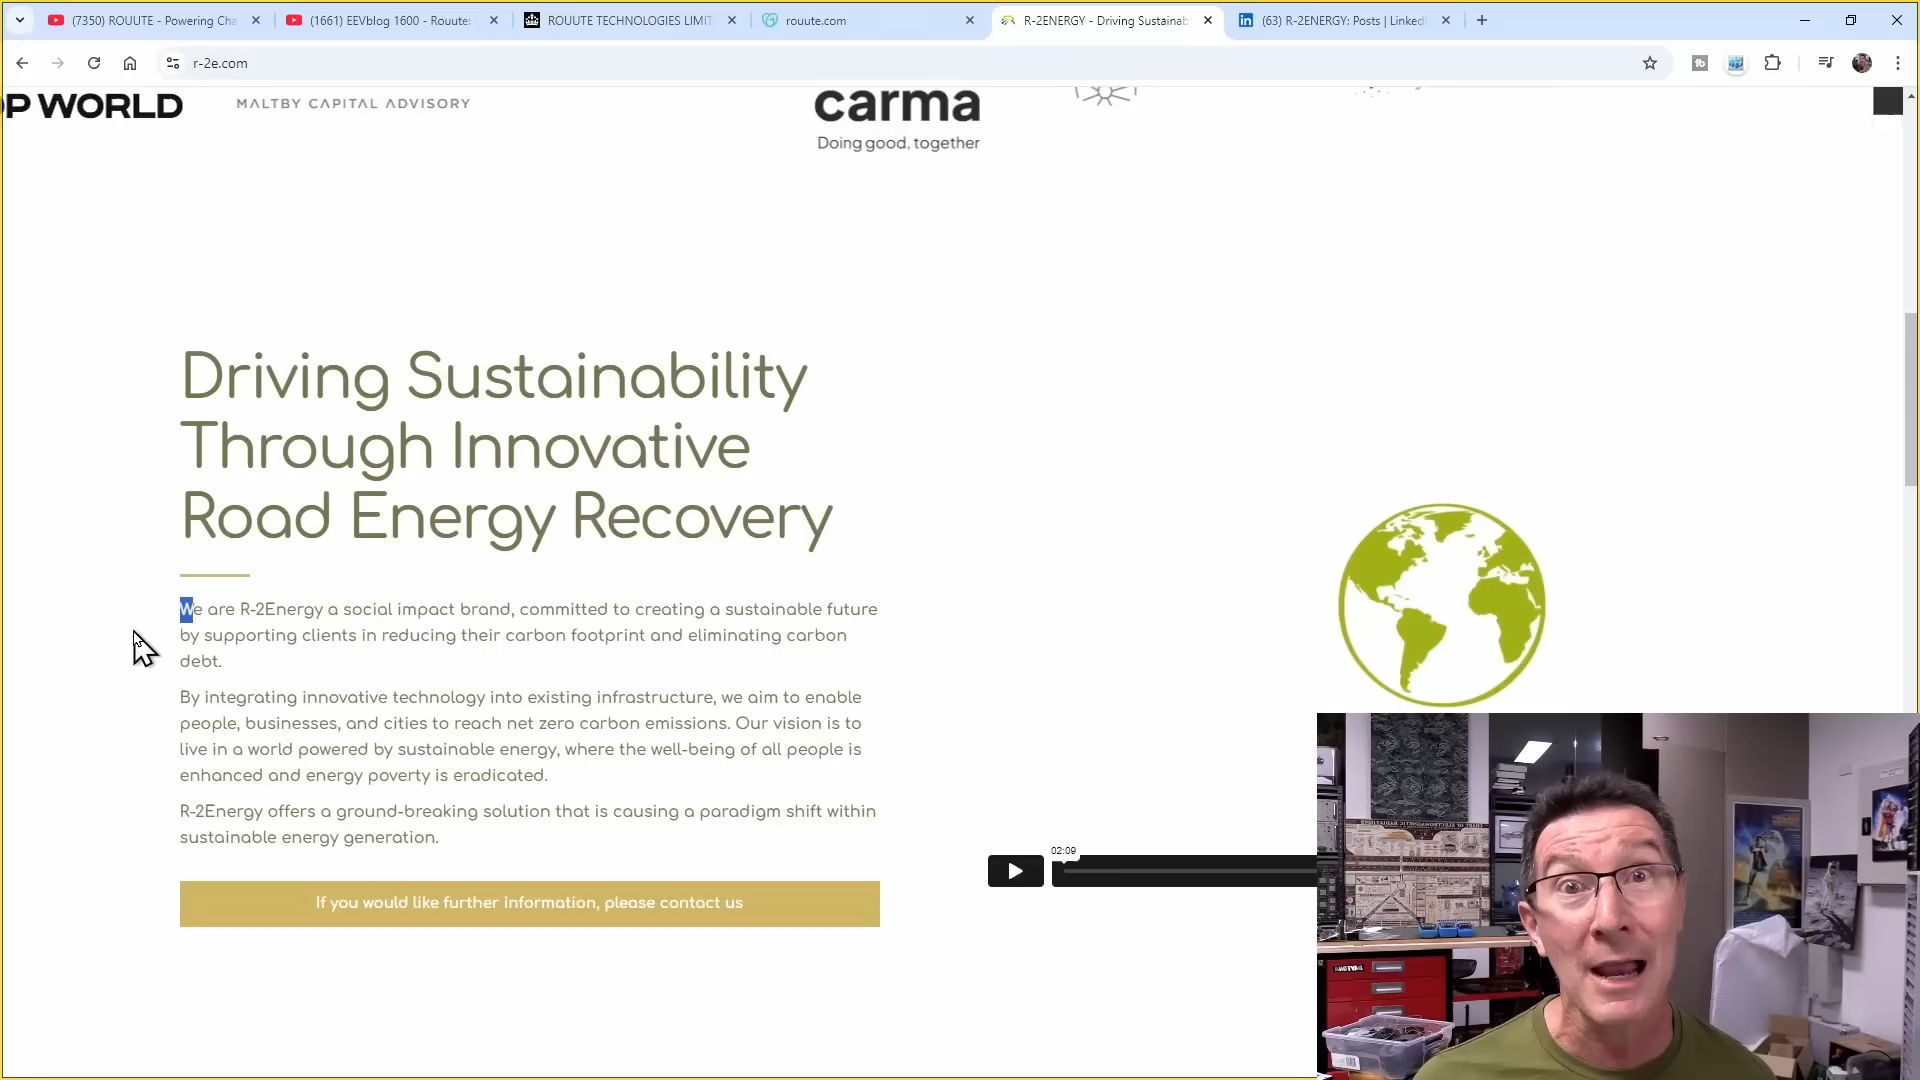 (7350) ROUUTE - Powering Cha
(1661) EEVblog 1600 - Rouute:
ROUUTE TECHNOLOGIES LIMIT
rouute.com
R-2ENERGY - Driving Sustainab
(63) R-2ENERGY: Posts | LinkedI
r-2e.com
OP WORLD
MALTBY CAPITAL ADVISORY
carma
Doing good, together
Driving Sustainability
Through Innovative
Road Energy Recovery
We are R-2Energy a social impact brand, committed to creating a sustainable future
by supporting clients in reducing their carbon footprint and eliminating carbon
debt.
By integrating innovative technology into existing infrastructure, we aim to enable
people, businesses, and cities to reach net zero carbon emissions. Our vision is to
live in a world powered by sustainable energy, where the well-being of all people is
enhanced and energy poverty is eradicated.
R-2Energy offers a ground-breaking solution that is causing a paradigm shift within
sustainable energy generation.
If you would like further information, please contact us
02:09